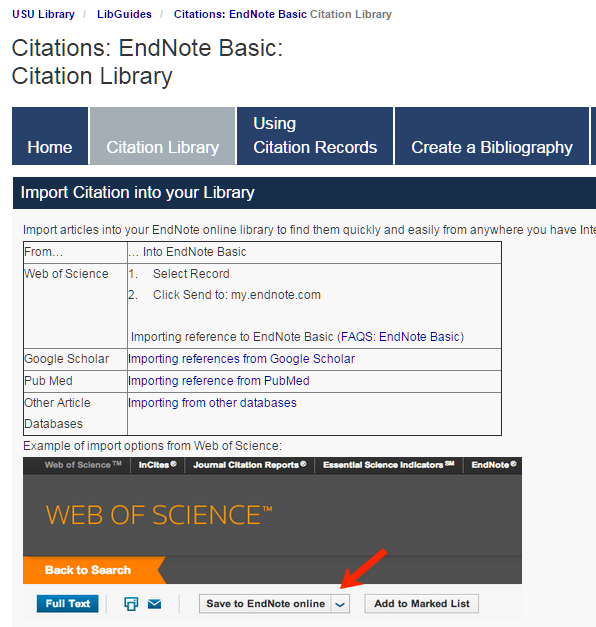 USU Library / LibGuides / Citations: EndNote Basic Citation Library
Citations: EndNote Basic:
Citation Library
Home
Citation Library
Using
Citation Records
Create a Bibliography
Import Citation into your Library
Import articles into your EndNote online library to find them quickly and easily from anywhere you have
From... ... Into EndNote Basic
Web of Science 1. Select Record
2. Click Send to: my.endnote.com
Importing reference to EndNote Basic (FAQS: EndNote Basic)
Google Scholar Importing references from Google Scholar
Pub Med Importing reference from PubMed
Other Article Importing from other databases
Databases
Example of import options from Web of Science:
Web of Science™ InCites® Journal Citation Reports® Essential Science Indicators℠ EndNote®
WEB OF SCIENCE™
Back to Search
Full Text Save to EndNote online Add to Marked List